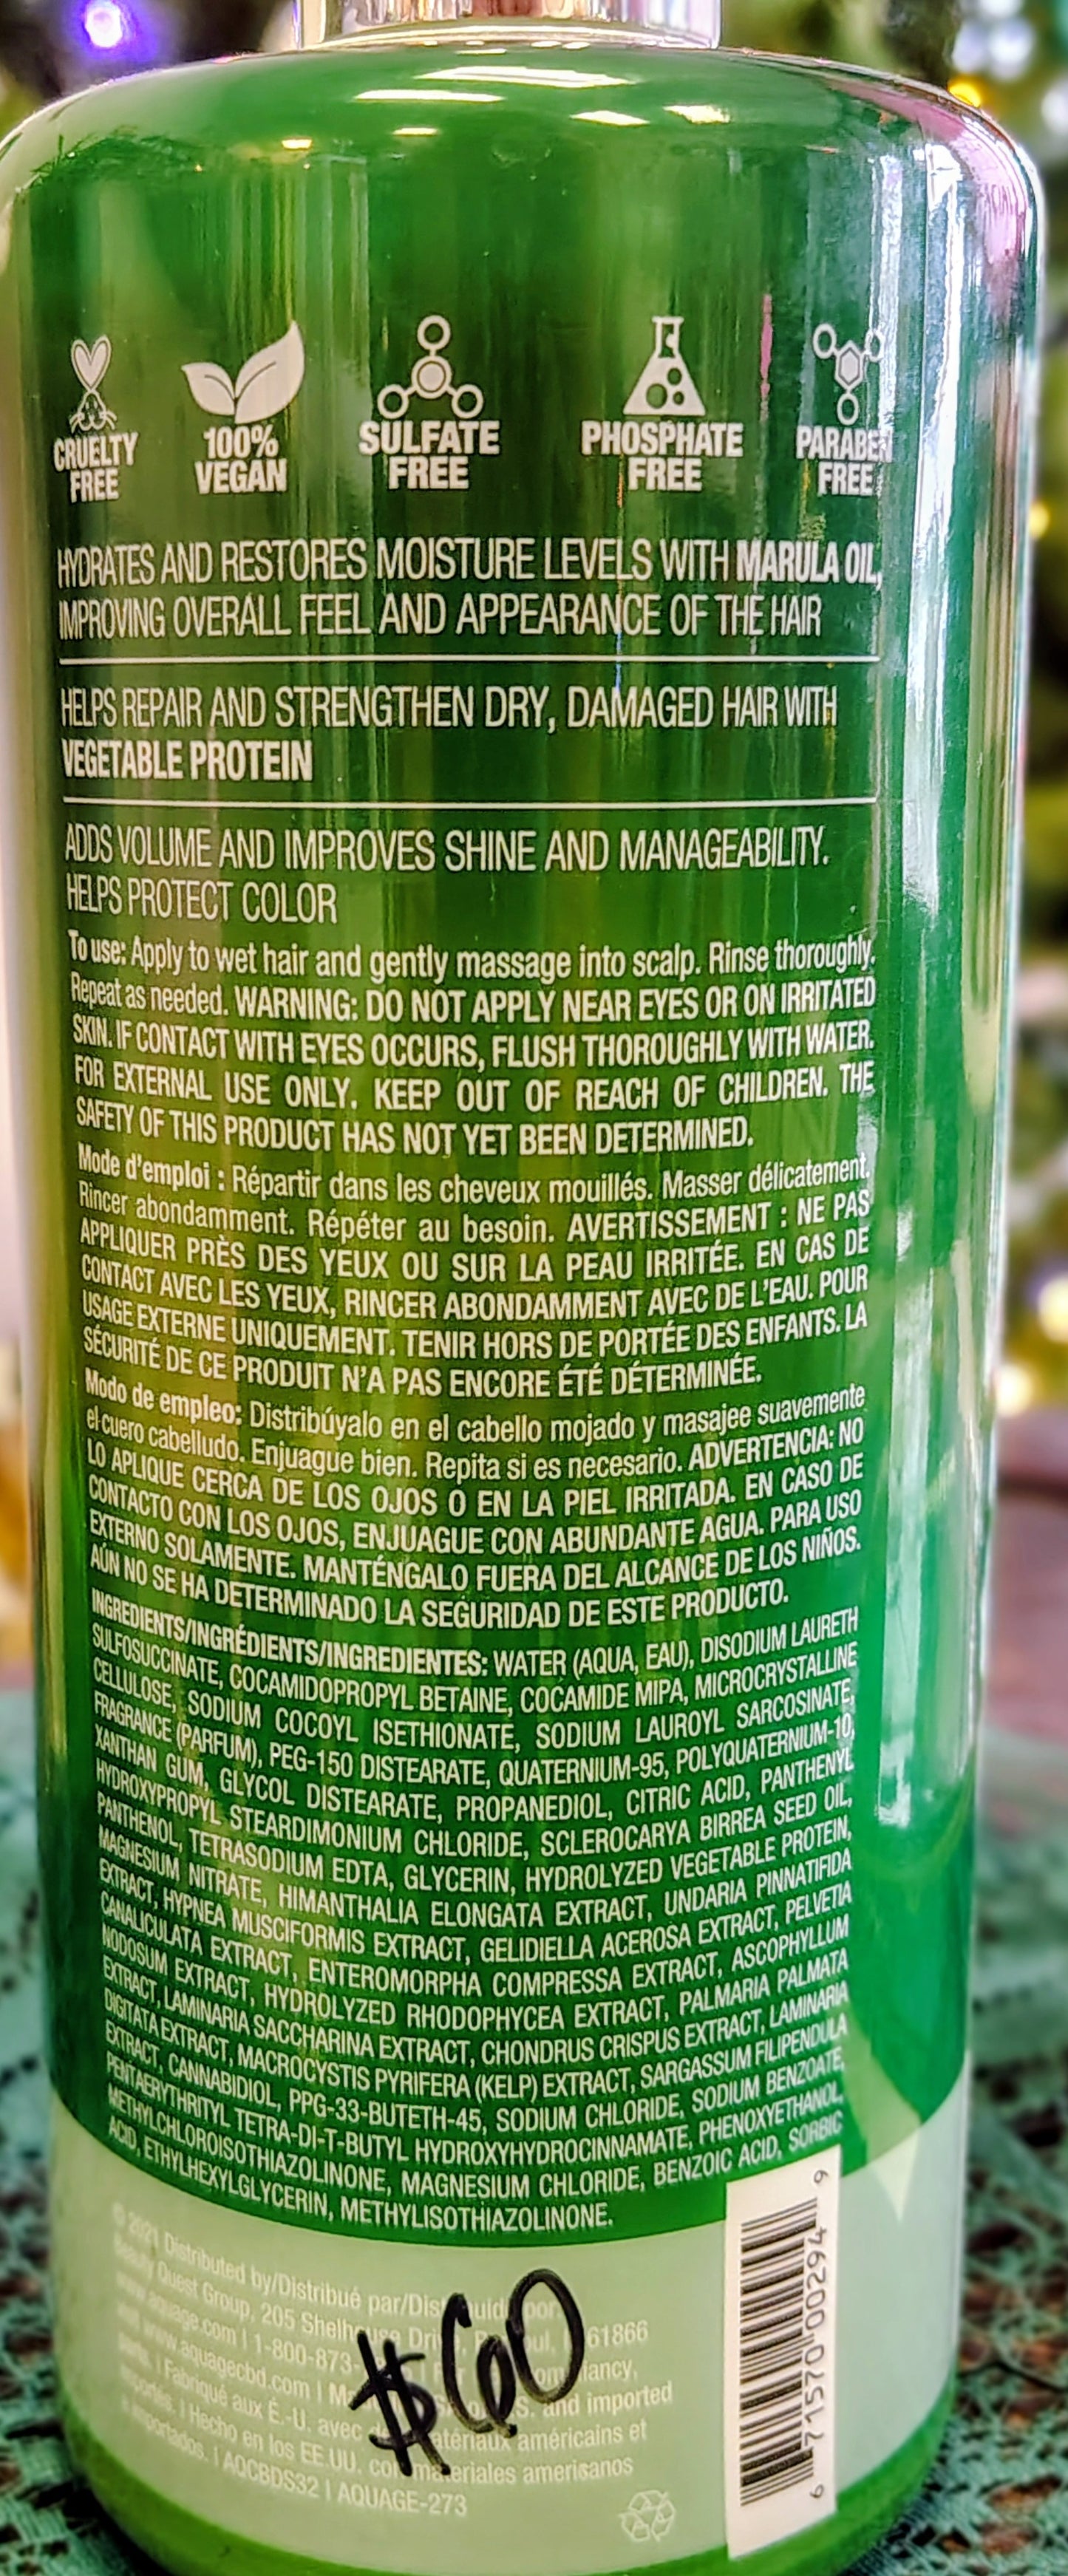 CRUELTY
FREE
100%
VEGAN
SULFATE
FREE
PHOSPHATE
FREE
PARABEN
FREE
HYDRATES AND RESTORES MOISTURE LEVELS WITH MARULA OIL,
IMPROVING OVERALL FEEL AND APPEARANCE OF THE HAIR
HELPS REPAIR AND STRENGTHEN DRY, DAMAGED HAIR WITH
VEGETABLE PROTEIN
ADDS VOLUME AND IMPROVES SHINE AND MANAGEABILITY.
HELPS PROTECT COLOR
To use: Apply to wet hair and gently massage into scalp. Rinse thoroughly.
Repeat as needed. WARNING: DO NOT APPLY NEAR EYES OR ON IRRITATED
SKIN. IF CONTACT WITH EYES OCCURS, FLUSH THOROUGHLY WITH WATER.
FOR EXTERNAL USE ONLY. KEEP OUT OF REACH OF CHILDREN. THE
SAFETY OF THIS PRODUCT HAS NOT YET BEEN DETERMINED.
Mode d'emploi : Répartir dans les cheveux mouillés. Masser délicatement.
Rincer abondamment. Répéter au besoin. AVERTISSEMENT : NE PAS
APPLIQUER PRÈS DES YEUX OU SUR LA PEAU IRRITÉE. EN CAS DE
CONTACT AVEC LES YEUX, RINCER ABONDAMMENT AVEC DE L'EAU. POUR
USAGE EXTERNE UNIQUEMENT. TENIR HORS DE PORTÉE DES ENFANTS. LA
SÉCURITÉ DE CE PRODUIT N'A PAS ENCORE ÉTÉ DÉTERMINÉE.
Modo de empleo: Distribúyalo en el cabello mojado y masajee suavemente
el cuero cabelludo. Enjuague bien. Repita si es necesario. ADVERTENCIA: NO
LO APLIQUE CERCA DE LOS OJOS O EN LA PIEL IRRITADA. EN CASO DE
CONTACTO CON LOS OJOS, ENJUAGUE CON ABUNDANTE AGUA. PARA USO
EXTERNO SOLAMENTE. MANTÉNGALO FUERA DEL ALCANCE DE LOS NIÑOS.
AÚN NO SE HA DETERMINADO LA SEGURIDAD DE ESTE PRODUCTO.
INGREDIENTS/INGRÉDIENTS/INGREDIENTES: WATER (AQUA, EAU), DISODIUM LAURETH
SULFOSUCCINATE, COCAMIDOPROPYL BETAINE, COCAMIDE MIPA, MICROCRYSTALLINE
CELLULOSE, SODIUM COCOYL ISETHIONATE, SODIUM LAUROYL SARCOSINATE,
FRAGRANCE (PARFUM), PEG-150 DISTEARATE, QUATERNIUM-95, POLYQUATERNIUM-10,
XANTHAN GUM, GLYCOL DISTEARATE, PROPANEDIOL, CITRIC ACID, PANTHENYL
HYDROXYPROPYL STEARDIMONIUM CHLORIDE, SCLEROCARYA BIRREA SEED OIL,
PANTHENOL, TETRASODIUM EDTA, GLYCERIN, HYDROLYZED VEGETABLE PROTEIN,
MAGNESIUM NITRATE, HIMANTHALIA ELONGATA EXTRACT, UNDARIA PINNATIFIDA
EXTRACT, HYPNEA MUSCIFORMIS EXTRACT, GELIDIELLA ACEROSA EXTRACT, PELVETIA
CANALICULATA EXTRACT, ENTEROMORPHA COMPRESSA EXTRACT, ASCOPHYLLUM
NODOSUM EXTRACT, HYDROLYZED RHODOPHYCEA EXTRACT, PALMARIA PALMATA
EXTRACT, LAMINARIA SACCHARINA EXTRACT, CHONDRUS CRISPUS EXTRACT, LAMINARIA
DIGITATA EXTRACT, MACROCYSTIS PYRIFERA (KELP) EXTRACT, SARGASSUM FILIPENDULA
EXTRACT, CANNABIDIOL, PPG-33-BUTETH-45, SODIUM CHLORIDE, SODIUM BENZOATE,
PENTAERYTHRITYL TETRA-DI-T-BUTYL HYDROXYHYDROCINNAMATE, PHENOXYETHANOL,
METHYLCHLOROISOTHIAZOLINONE, MAGNESIUM CHLORIDE, BENZOIC ACID, SORBIC
ACID, ETHYLHEXYLGLYCERIN, METHYLISOTHIAZOLINONE.
© 2021 Distributed by/Distribué par/ por:
Beauty Quest Group, 205 61866
www.aquage.com | 1-800-873-
www.aquagecbd.com | and imported
| Fabriqué aux É.-U. avec américains et
| Hecho en los EE.UU. con materiales americanos
importados. | AQCBDS32 | AQUAGE-273
$60
6 71570 00294 9